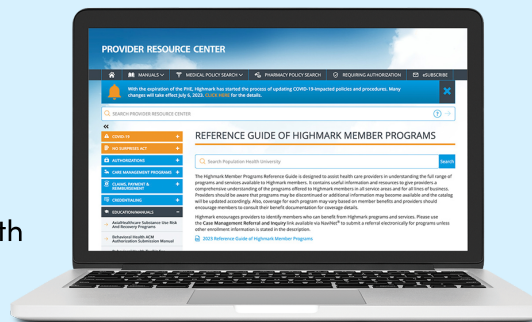 PROVIDER RESOURCE CENTER
MANUALS
MEDICAL POLICY SEARCH
PHARMACY POLICY SEARCH
REQUIRING AUTHORIZATION
eSUBSCRIBE
With the expiration of the PHE, Highmark has started the process of updating COVID-19-impacted policies and procedures. Many
changes will take effect July 6, 2023. CLICK HERE for the details.
SEARCH PROVIDER RESOURCE CENTER
COVID-19
NO SURPRISES ACT
AUTHORIZATIONS
CARE MANAGEMENT PROGRAMS
CLAIMS, PAYMENT &
REIMBURSEMENT
CREDENTIALING
EDUCATION/MANUALS
AxialHealthcare Substance Use Risk
And Recovery Programs
Behavioral Health ACM
Authorization Submission Manual
REFERENCE GUIDE OF HIGHMARK MEMBER PROGRAMS
Search Population Health University
Search
The Highmark Member Programs Reference Guide is designed to assist health care providers in understanding the full range of
programs and services available to Highmark members. It contains useful information and resources to give providers a
comprehensive understanding of the programs offered to Highmark members in all service areas and for all lines of business.
Providers should be aware that programs may be discontinued or additional information may become available and the catalog
will be updated accordingly. Also, coverage for each program may vary based on member benefits and providers should
encourage members to consult their benefit documentation for coverage details.
Highmark encourages providers to identify members who can benefit from Highmark programs and services. Please use
the Case Management Referral and Inquiry link available via NaviNet® to submit a referral electronically for programs unless
other enrollment information is stated in the description.
2023 Reference Guide of Highmark Member Programs
th